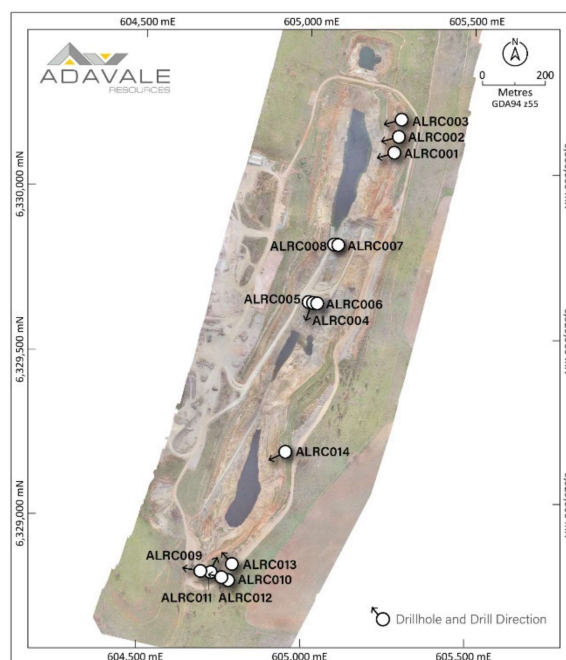 604,500 mE 605,000 mE 605,500 mE
ADAVALE
RESOURCES
N
0 200
Metres
GDA94 z55
ALRC003
ALRC002
ALRC001
6,330,000 mN
ALRC008 ALRC007
ALRC005 ALRC006
ALRC004
6,329,500 mN
ALRC014
6,329,000 mN
ALRC009
ALRC013
ALRC010
ALRC011 ALRC012
Drillhole and Drill Direction
604,500 mE 605,000 mE 605,500 mE